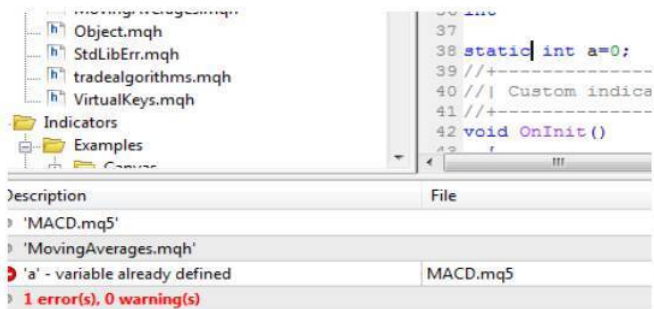 Object.mqh
StdLibErr.mqh
tradealgorithms.mqh
VirtualKeys.mqh
Indicators
Examples
37
38 static int a=0;
39 //+---------------
40 //| Custom indica
41 //+---------------
42 void OnInit()
Description File
'MACD.mq5'
'MovingAverages.mqh'
'a' - variable already defined MACD.mq5
1 error(s), 0 warning(s)